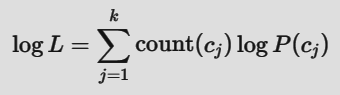 log L = ∑_{j=1}^{k} count(c_j) log P(c_j)